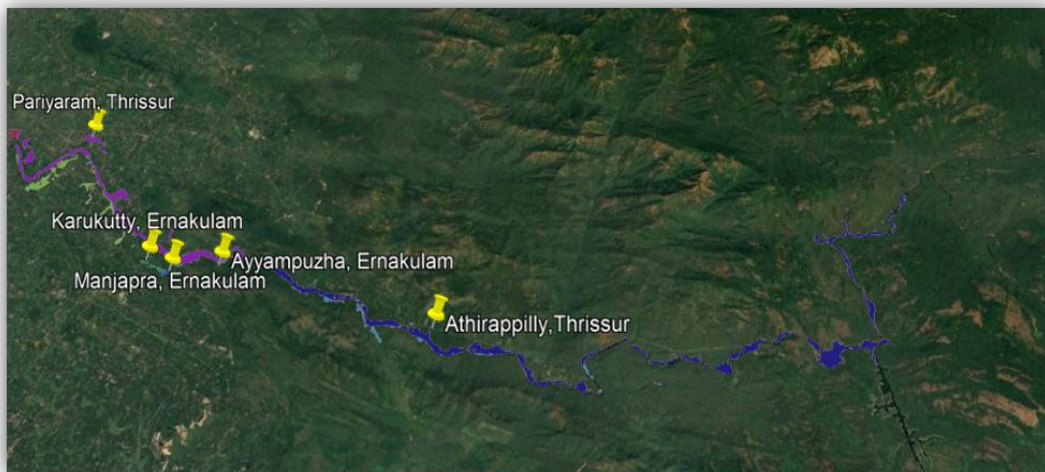 Pariyaram, Thrissur
Karukutty, Ernakulam
Ayyampuzha, Ernakulam
Manjapra, Ernakulam
Athirappilly,Thrissur